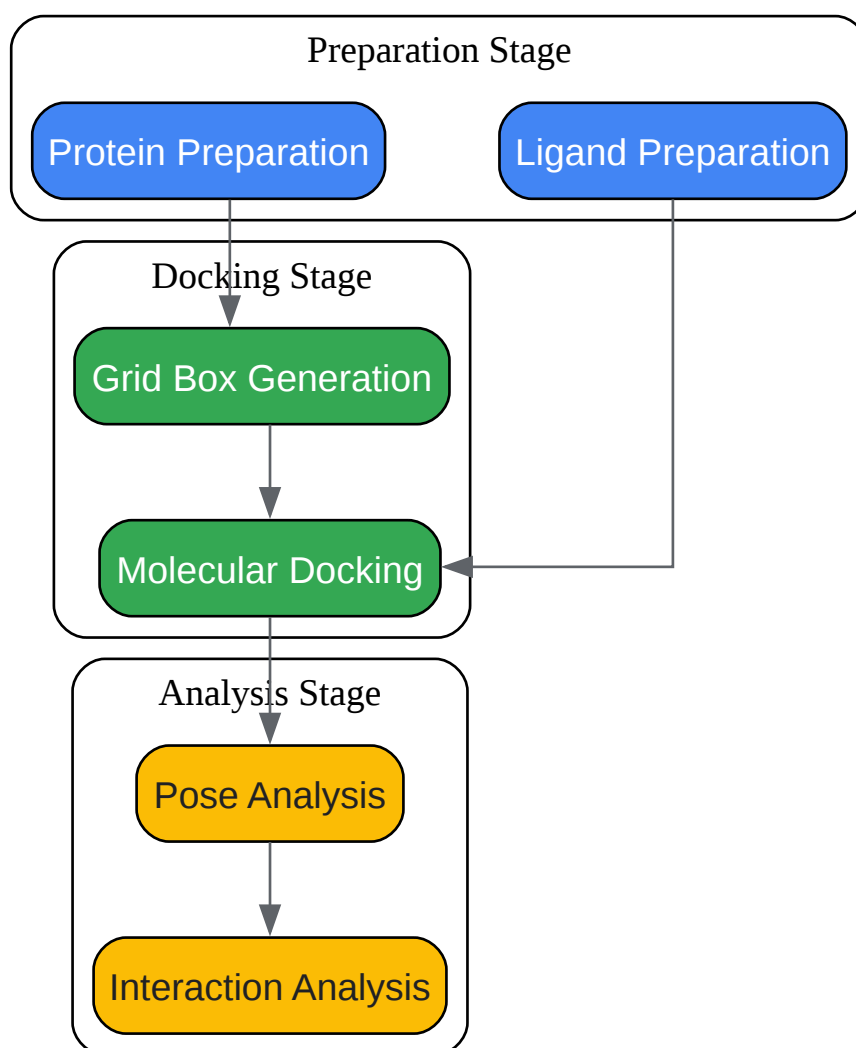 Preparation Stage
Protein Preparation
Ligand Preparation
Docking Stage
Grid Box Generation
Molecular Docking
Analysis Stage
Pose Analysis
Interaction Analysis